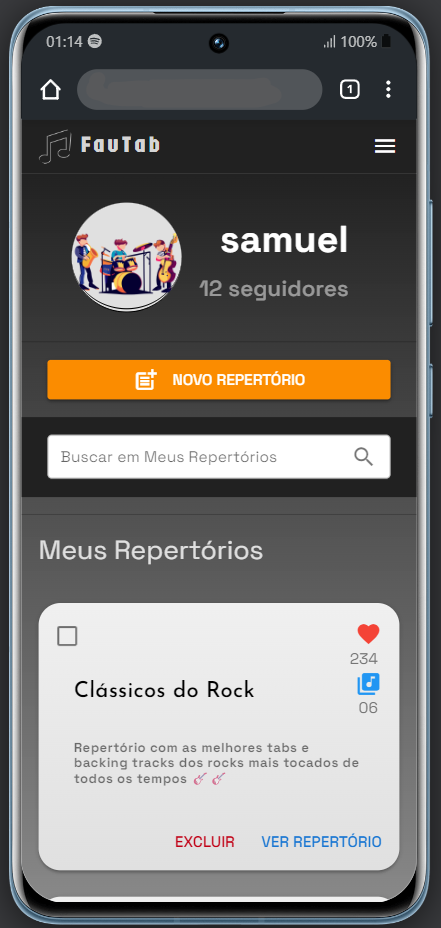 01:14
100%
1
FavTab
samuel
12 seguidores
NOVO REPERTÓRIO
Buscar em Meus Repertórios
Meus Repertórios
234
Clássicos do Rock
06
Repertório com as melhores tabs e
backing tracks dos rocks mais tocados de
todos os tempos 🎸 🎸
EXCLUIR
VER REPERTÓRIO